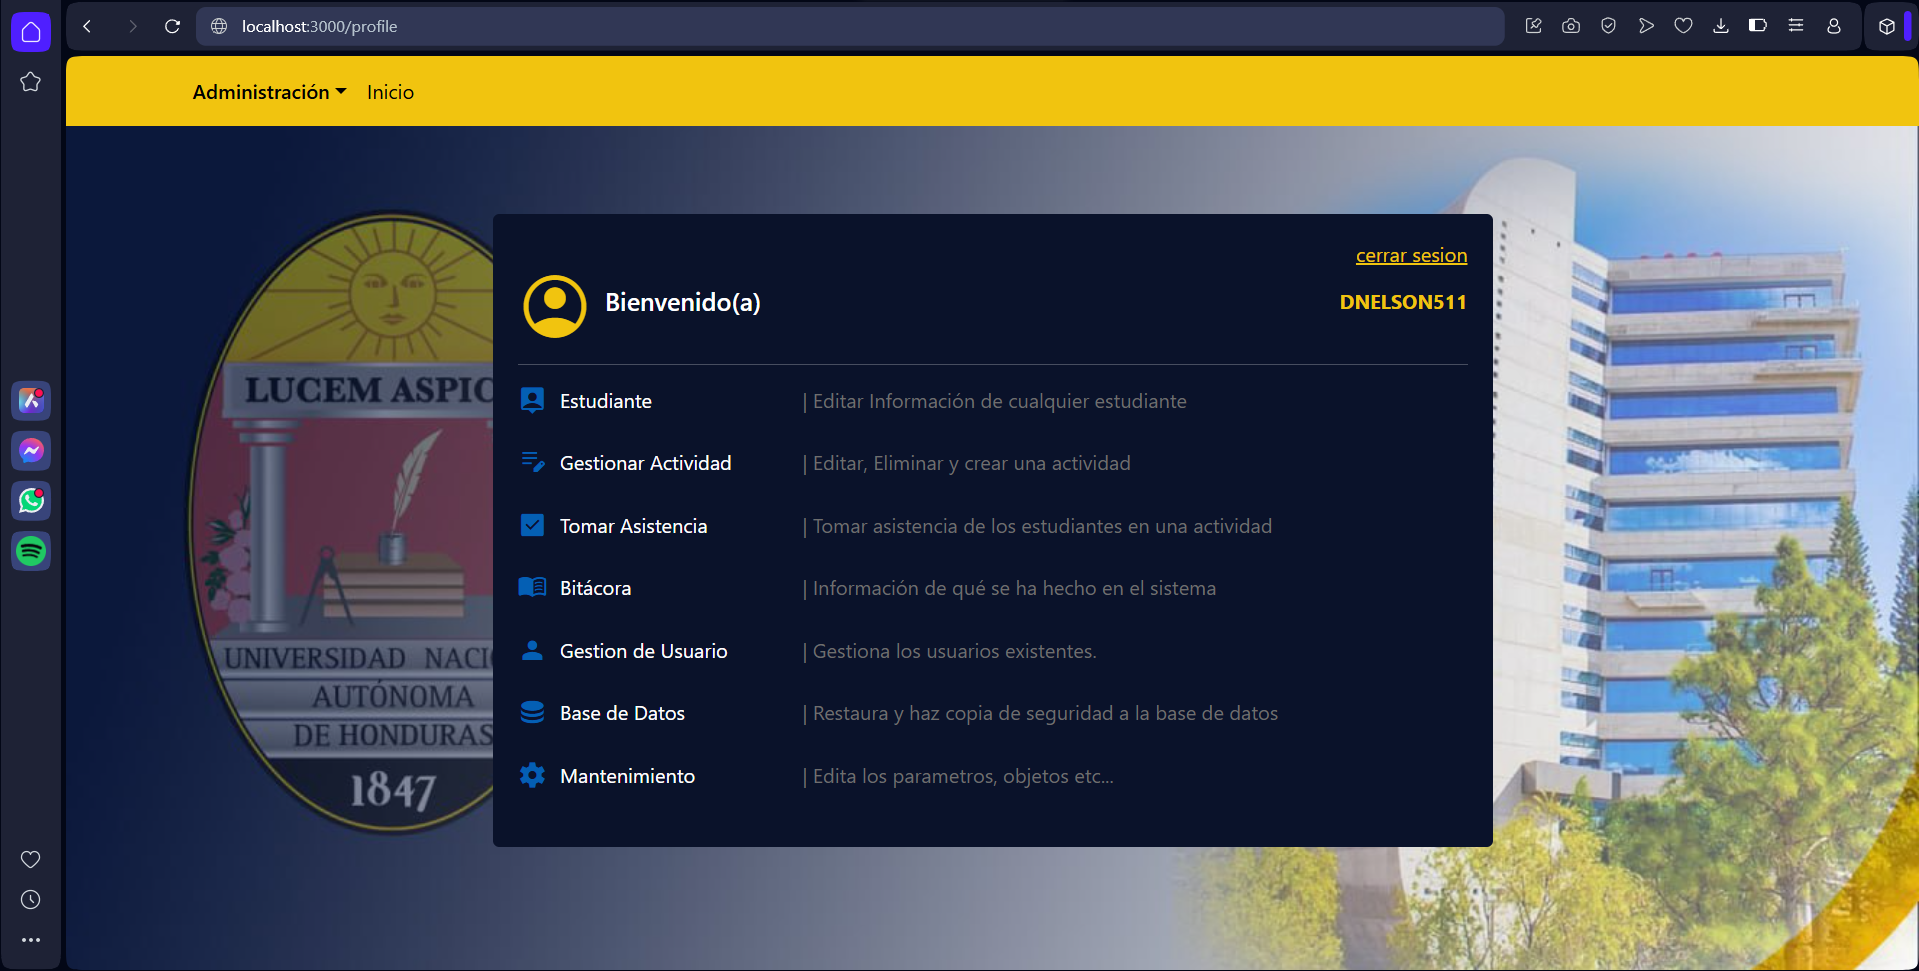 localhost:3000/profile
Administración Inicio
cerrar sesion
Bienvenido(a) DNELSON511
Estudiante | Editar Información de cualquier estudiante
Gestionar Actividad | Editar, Eliminar y crear una actividad
Tomar Asistencia | Tomar asistencia de los estudiantes en una actividad
Bitácora | Información de qué se ha hecho en el sistema
Gestion de Usuario | Gestiona los usuarios existentes.
Base de Datos | Restaura y haz copia de seguridad a la base de datos
Mantenimiento | Edita los parametros, objetos etc...
LUCEM ASPIC
UNIVERSIDAD NACI
AUTÓNOMA
DE HONDURAS
1847